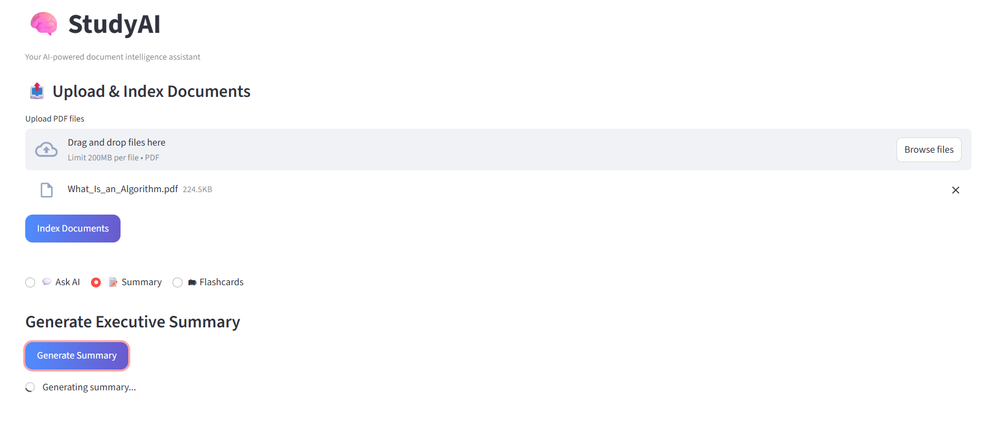 StudyAI
Your AI-powered document intelligence assistant
Upload & Index Documents
Upload PDF files
Drag and drop files here
Limit 200MB per file • PDF
Browse files
What_Is_an_Algorithm.pdf 224.5KB
Index Documents
Ask AI Summary Flashcards
Generate Executive Summary
Generate Summary
Generating summary...